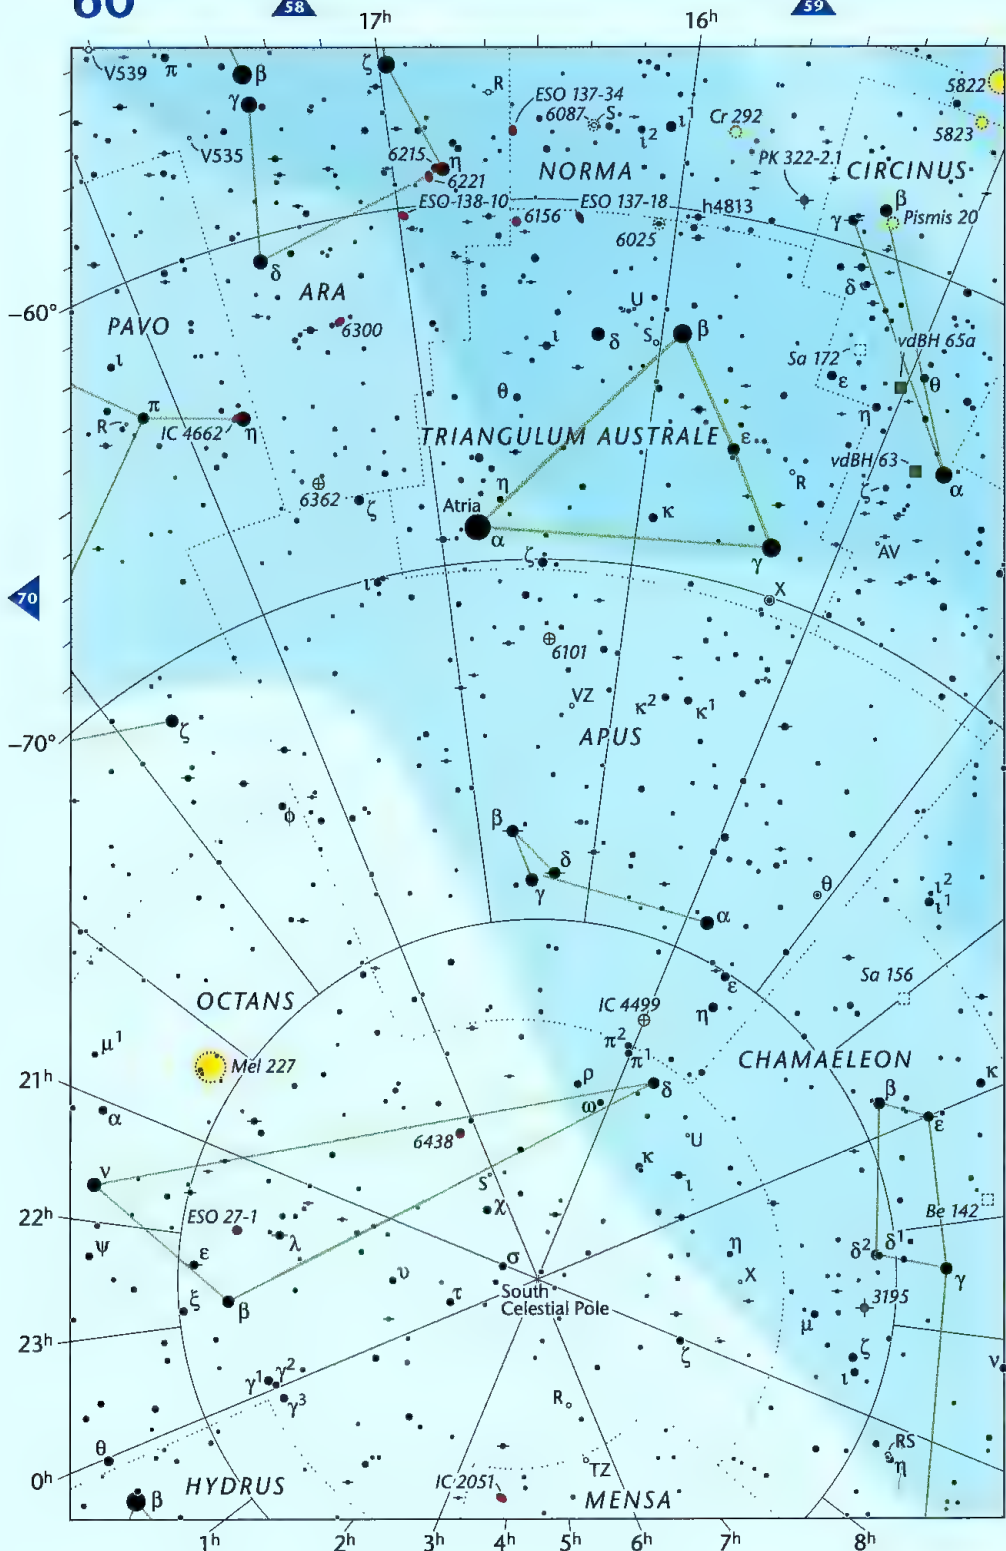 60
58
17ʰ
16ʰ
59
V539
π
β
ζ
R
ESO 137-34
6087
S
ι²
ι¹
Cr 292
5822
5823
γ
V535
6215
η
6221
NORMA
PK 322-2.1
CIRCINUS
ESO 138-10
6156
ESO 137-18
h4813
6025
β
γ
Pismis 20
δ
ARA
−60°
PAVO
6300
U
ι
δ
S
β
δ
vdBH 65a
Sa 172
ε
θ
ι
θ
π
R
IC 4662
η
TRIANGULUM AUSTRALE
ε
η
vdBH 63
ζ
α
6362
ζ
η
Atria
α
κ
R
γ
AV
ζ
ι
70
X
6101
VZ
κ²
κ¹
APUS
−70°
ζ
φ
β
δ
γ
α
θ
ι²
ι¹
OCTANS
ε
IC 4499
η
Sa 156
μ¹
Mel 227
π²
π¹
CHAMAELEON
21ʰ
ρ
δ
β
κ
α
ω
ε
6438
U
ν
κ
S
ι
χ
22ʰ
ESO 27-1
Be 142
ψ
λ
ε
σ
η
δ²
δ¹
υ
South
Celestial Pole
X
γ
ξ
β
τ
μ
3195
23ʰ
ζ
ζ
ι
ν
γ¹
γ²
γ³
R
θ
RS
η
0ʰ
HYDRUS
β
IC 2051
TZ
MENSA
1ʰ
2ʰ
3ʰ
4ʰ
5ʰ
6ʰ
7ʰ
8ʰ